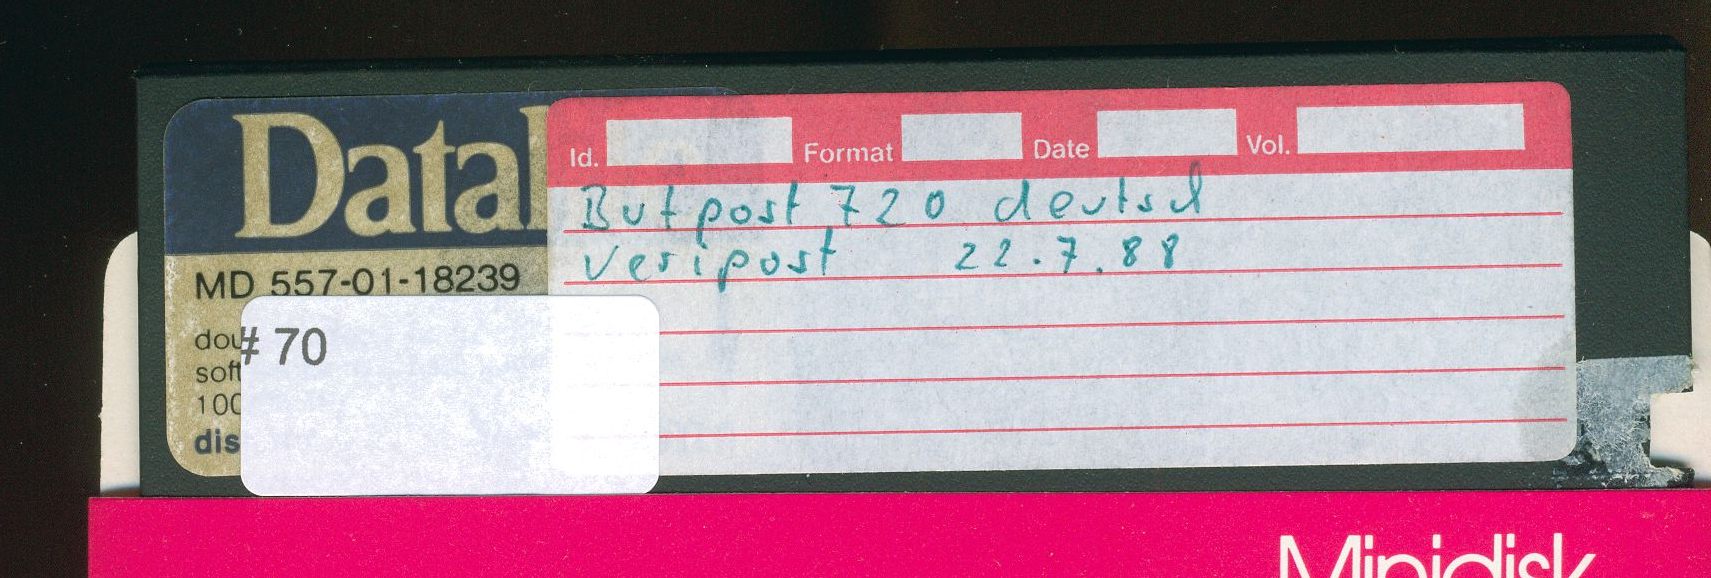 Data
Id. Format Date Vol.
Butpost 720 deutsch
Veripost 22.7.88
MD 557-01-18239
dou
# 70
soft
100
dis
Minidisk